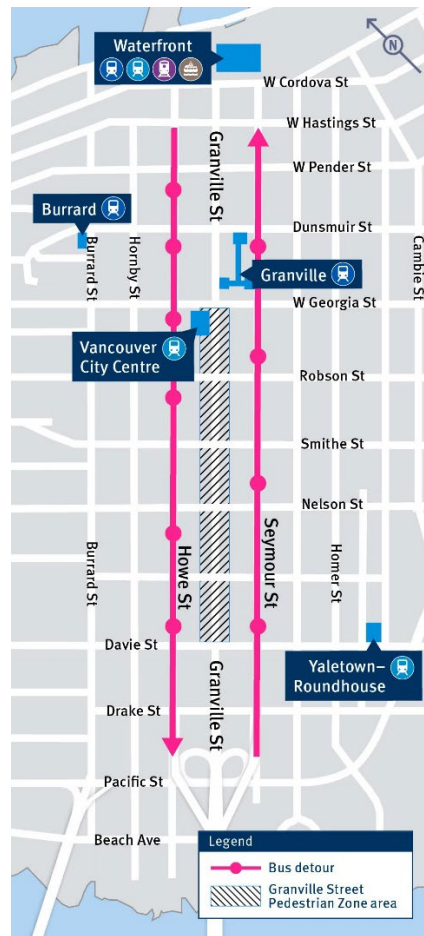 Waterfront
N
W Cordova St
W Hastings St
Granville St
W Pender St
Burrard
Dunsmuir St
Burrard St
Hornby St
Cambie St
Granville
W Georgia St
Vancouver
City Centre
Robson St
Smithe St
Nelson St
Burrard St
Howe St
Seymour St
Homer St
Davie St
Yaletown–
Roundhouse
Granville St
Drake St
Pacific St
Beach Ave
Legend
Bus detour
Granville Street
Pedestrian Zone area